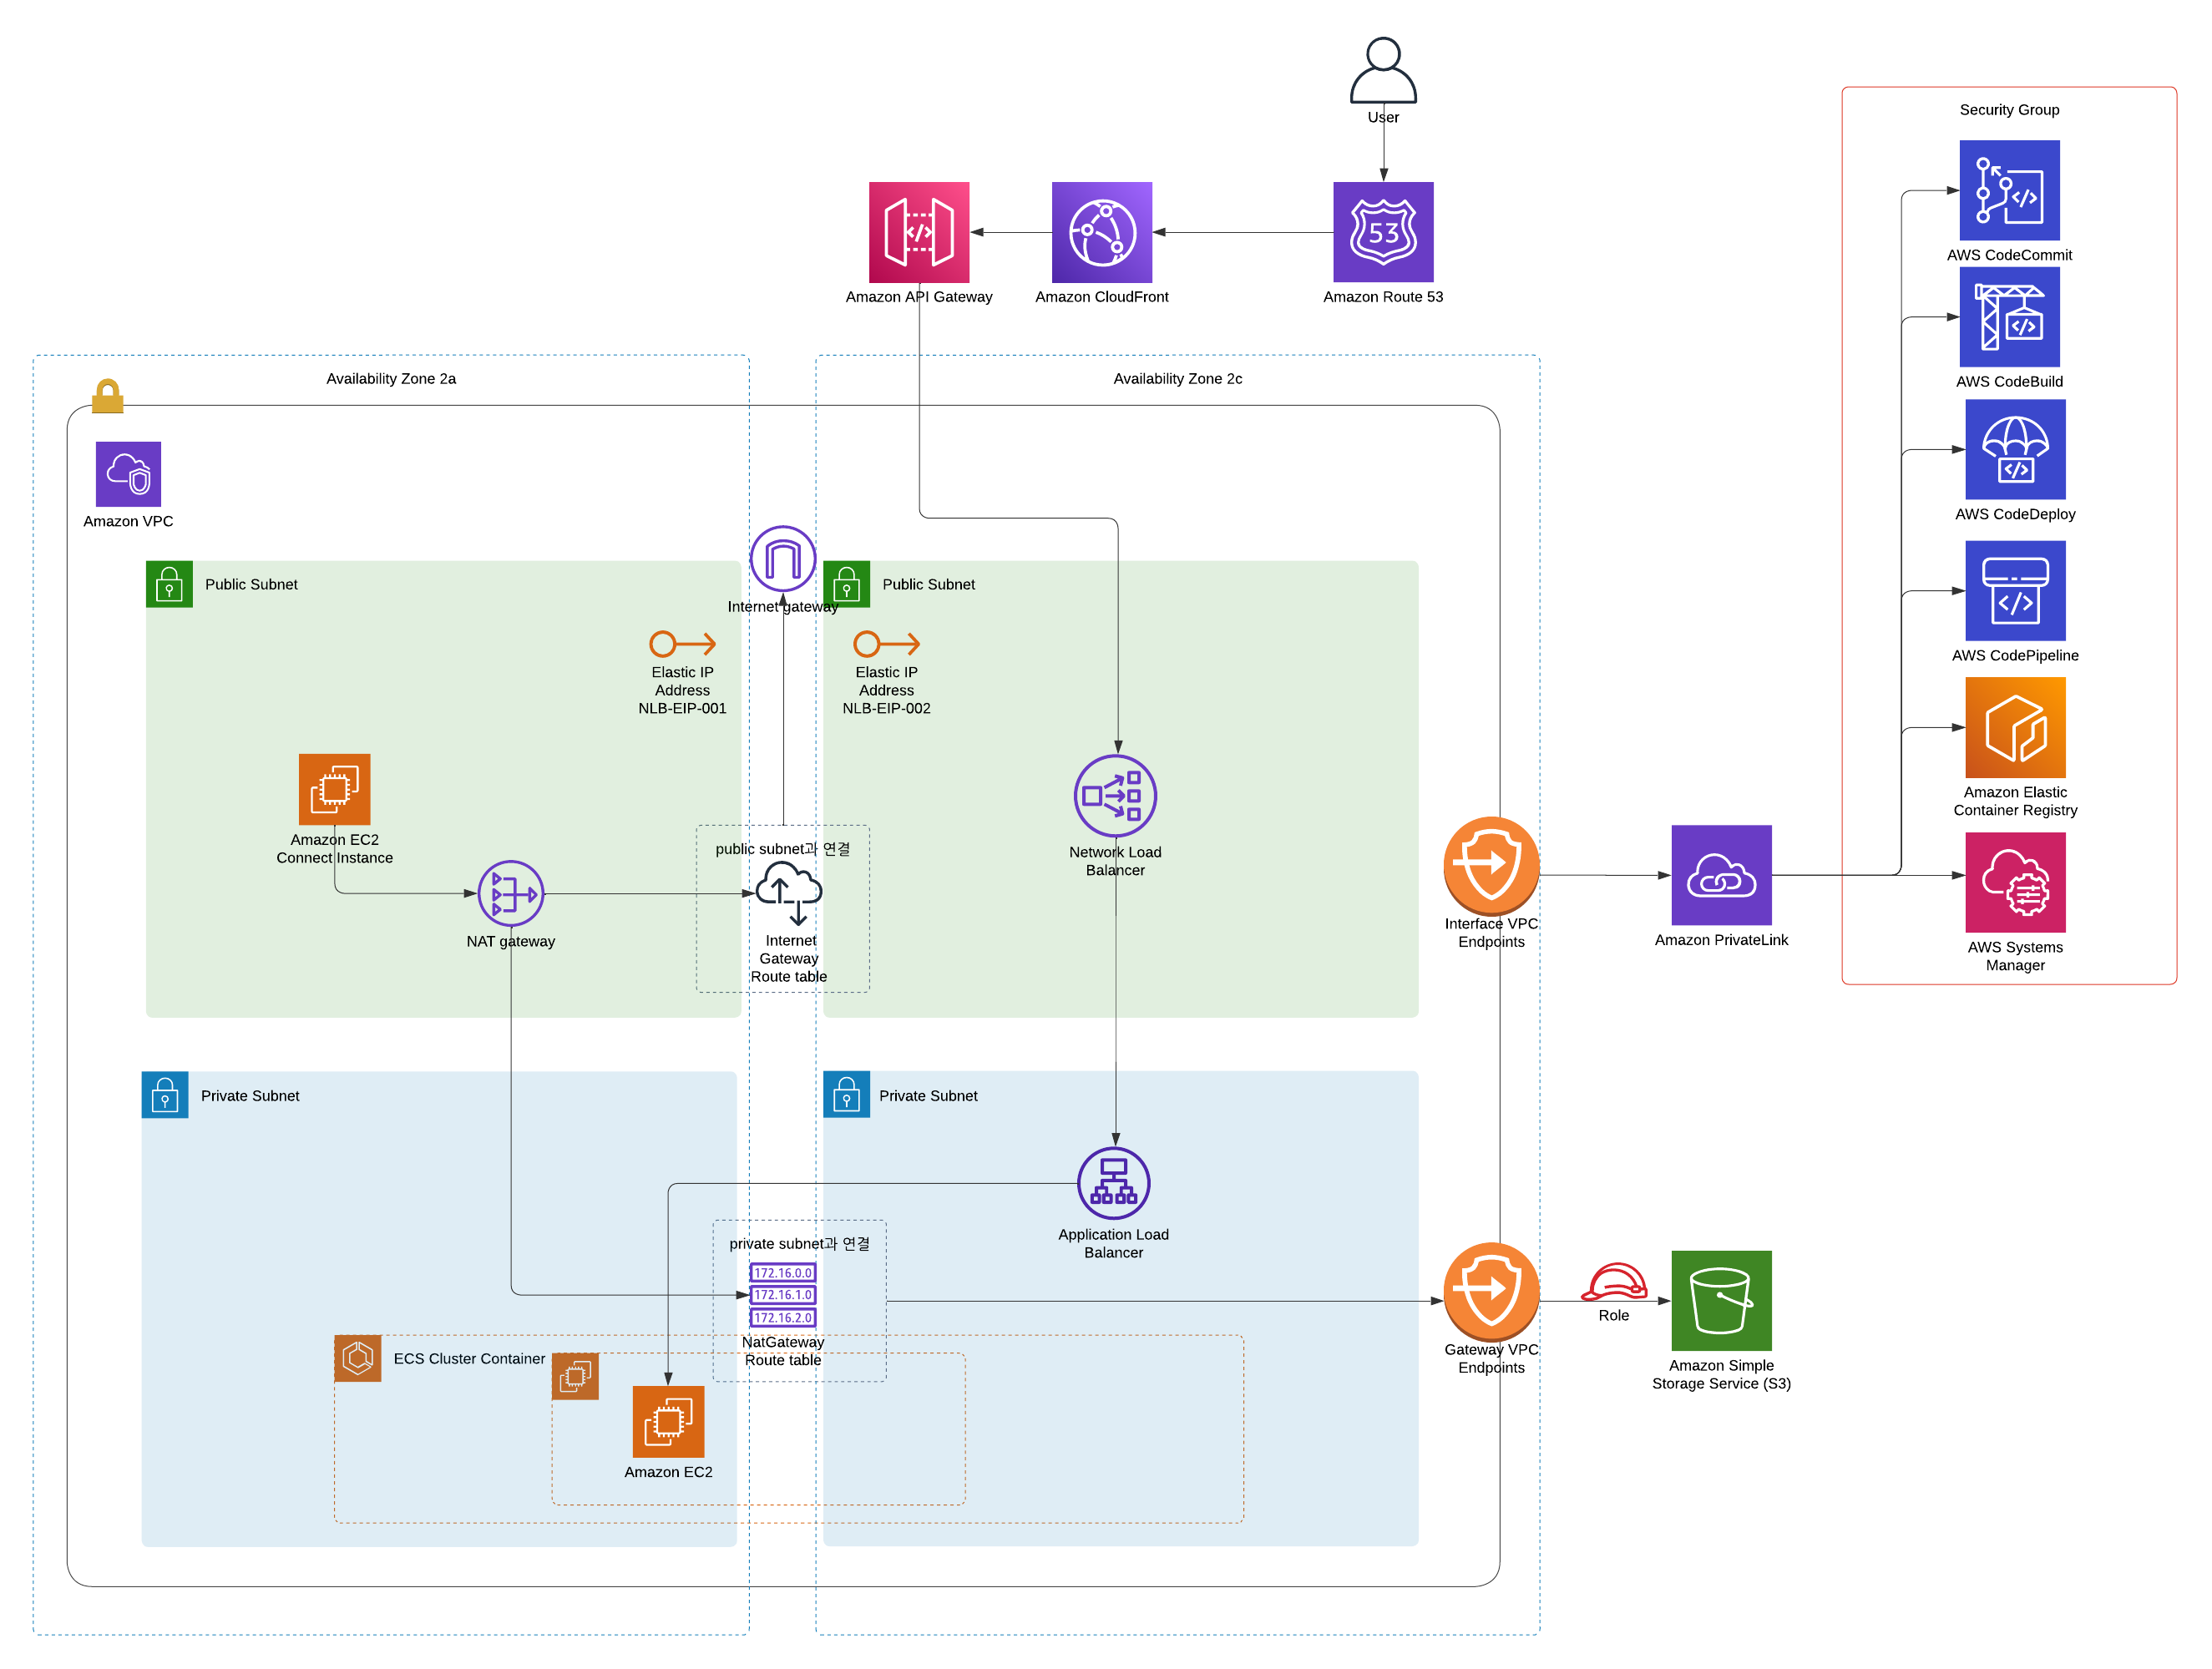 User
Security Group
AWS CodeCommit
Amazon API Gateway
Amazon CloudFront
53
Amazon Route 53
AWS CodeBuild
Availability Zone 2a
Availability Zone 2c
Amazon VPC
AWS CodeDeploy
Public Subnet
Internet gateway
Public Subnet
AWS CodePipeline
Elastic IP
Address
NLB-EIP-001
Elastic IP
Address
NLB-EIP-002
Amazon Elastic
Container Registry
Amazon EC2
Connect Instance
public subnet과 연결
Network Load
Balancer
NAT gateway
Internet
Gateway
Route table
Interface VPC
Endpoints
Amazon PrivateLink
AWS Systems
Manager
Private Subnet
Private Subnet
Application Load
Balancer
private subnet과 연결
172.16.0.0
172.16.1.0
172.16.2.0
NatGateway
Route table
Role
Gateway VPC
Endpoints
Amazon Simple
Storage Service (S3)
ECS Cluster Container
Amazon EC2